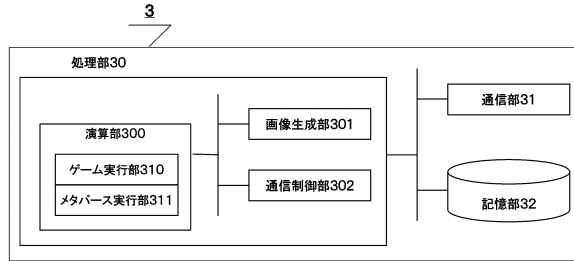 3
処理部30
演算部300
ゲーム実行部310
メタバース実行部311
画像生成部301
通信制御部302
通信部31
記憶部32